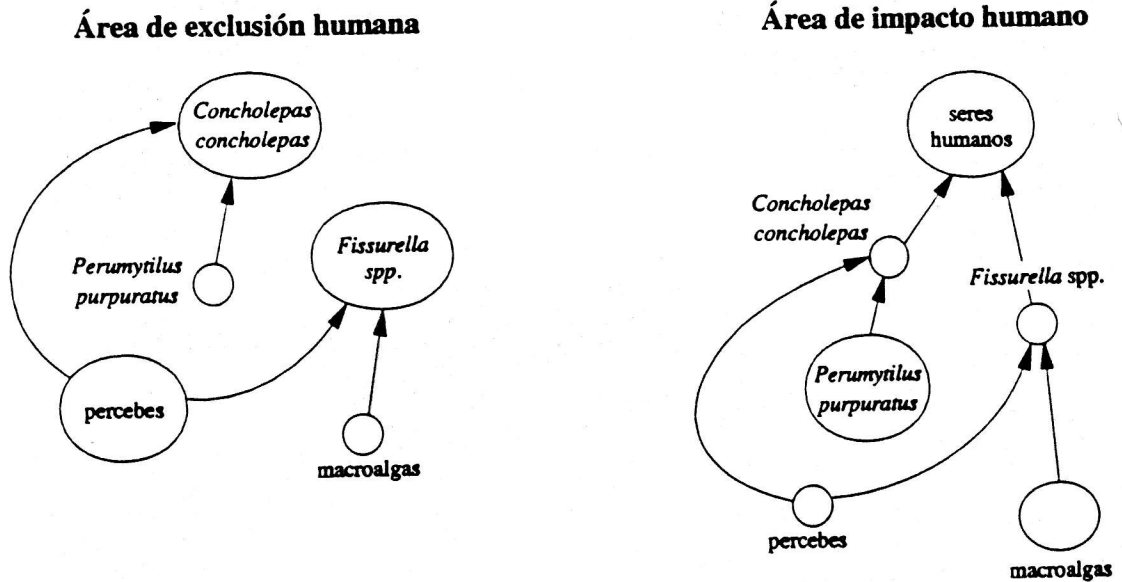 Área de exclusión humana
Concholepas
concholepas
Perumytilus
purpuratus
Fissurella
spp.
percebes
macroalgas
Área de impacto humano
seres
humanos
Concholepas
concholepas
Fissurella spp.
Perumytilus
purpuratus
percebes
macroalgas